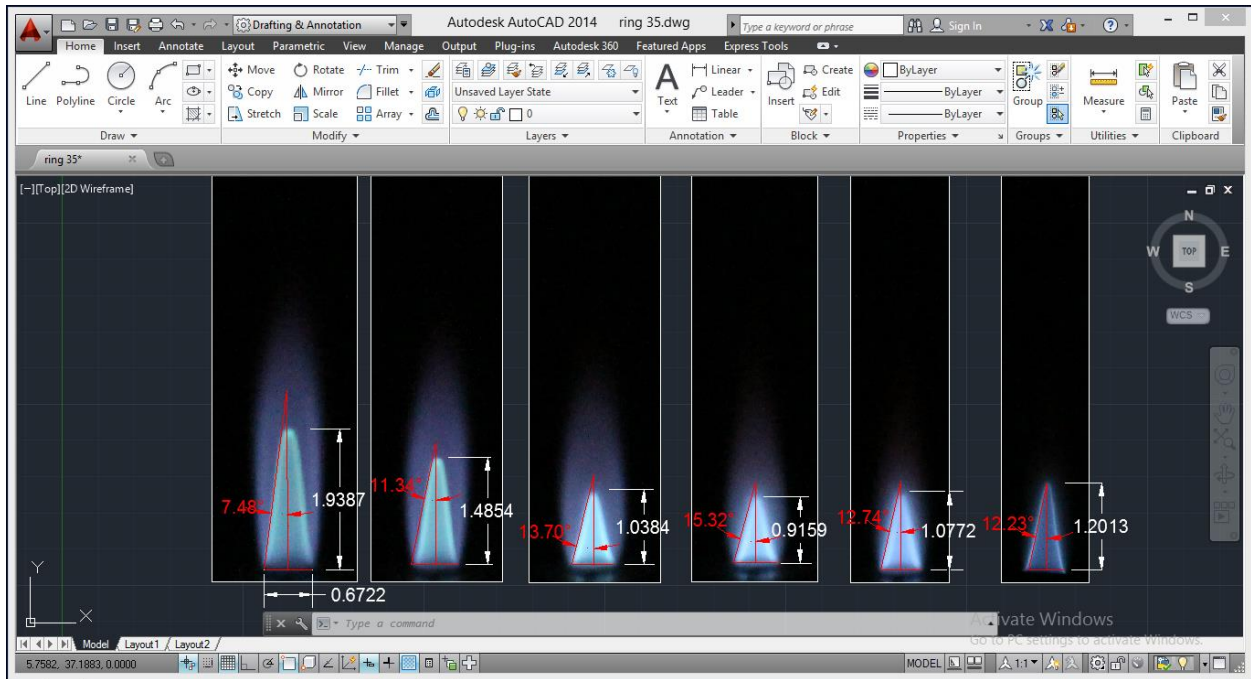 Drafting & Annotation
Autodesk AutoCAD 2014 ring 35.dwg
Type a keyword or phrase
Sign In
Home Insert Annotate Layout Parametric View Manage Output Plug-ins Autodesk 360 Featured Apps Express Tools
Line Polyline Circle Arc
Move Rotate Trim
Copy Mirror Fillet
Stretch Scale Array
Unsaved Layer State
0
Text
Linear
Leader
Table
Insert
Create
Edit
ByLayer
ByLayer
ByLayer
Group
Measure
Paste
Draw Modify Layers Annotation Block Properties Groups Utilities Clipboard
ring 35*
[−][Top][2D Wireframe]
N
W TOP E
S
WCS
7.48°
1.9387
0.6722
11.34°
1.4854
13.70°
1.0384
15.32°
0.9159
12.74°
1.0772
12.23°
1.2013
Y
X
Type a command
Activate Windows
Go to PC settings to activate Windows.
Model Layout1 Layout2
5.7582, 37.1883, 0.0000
MODEL
1:1